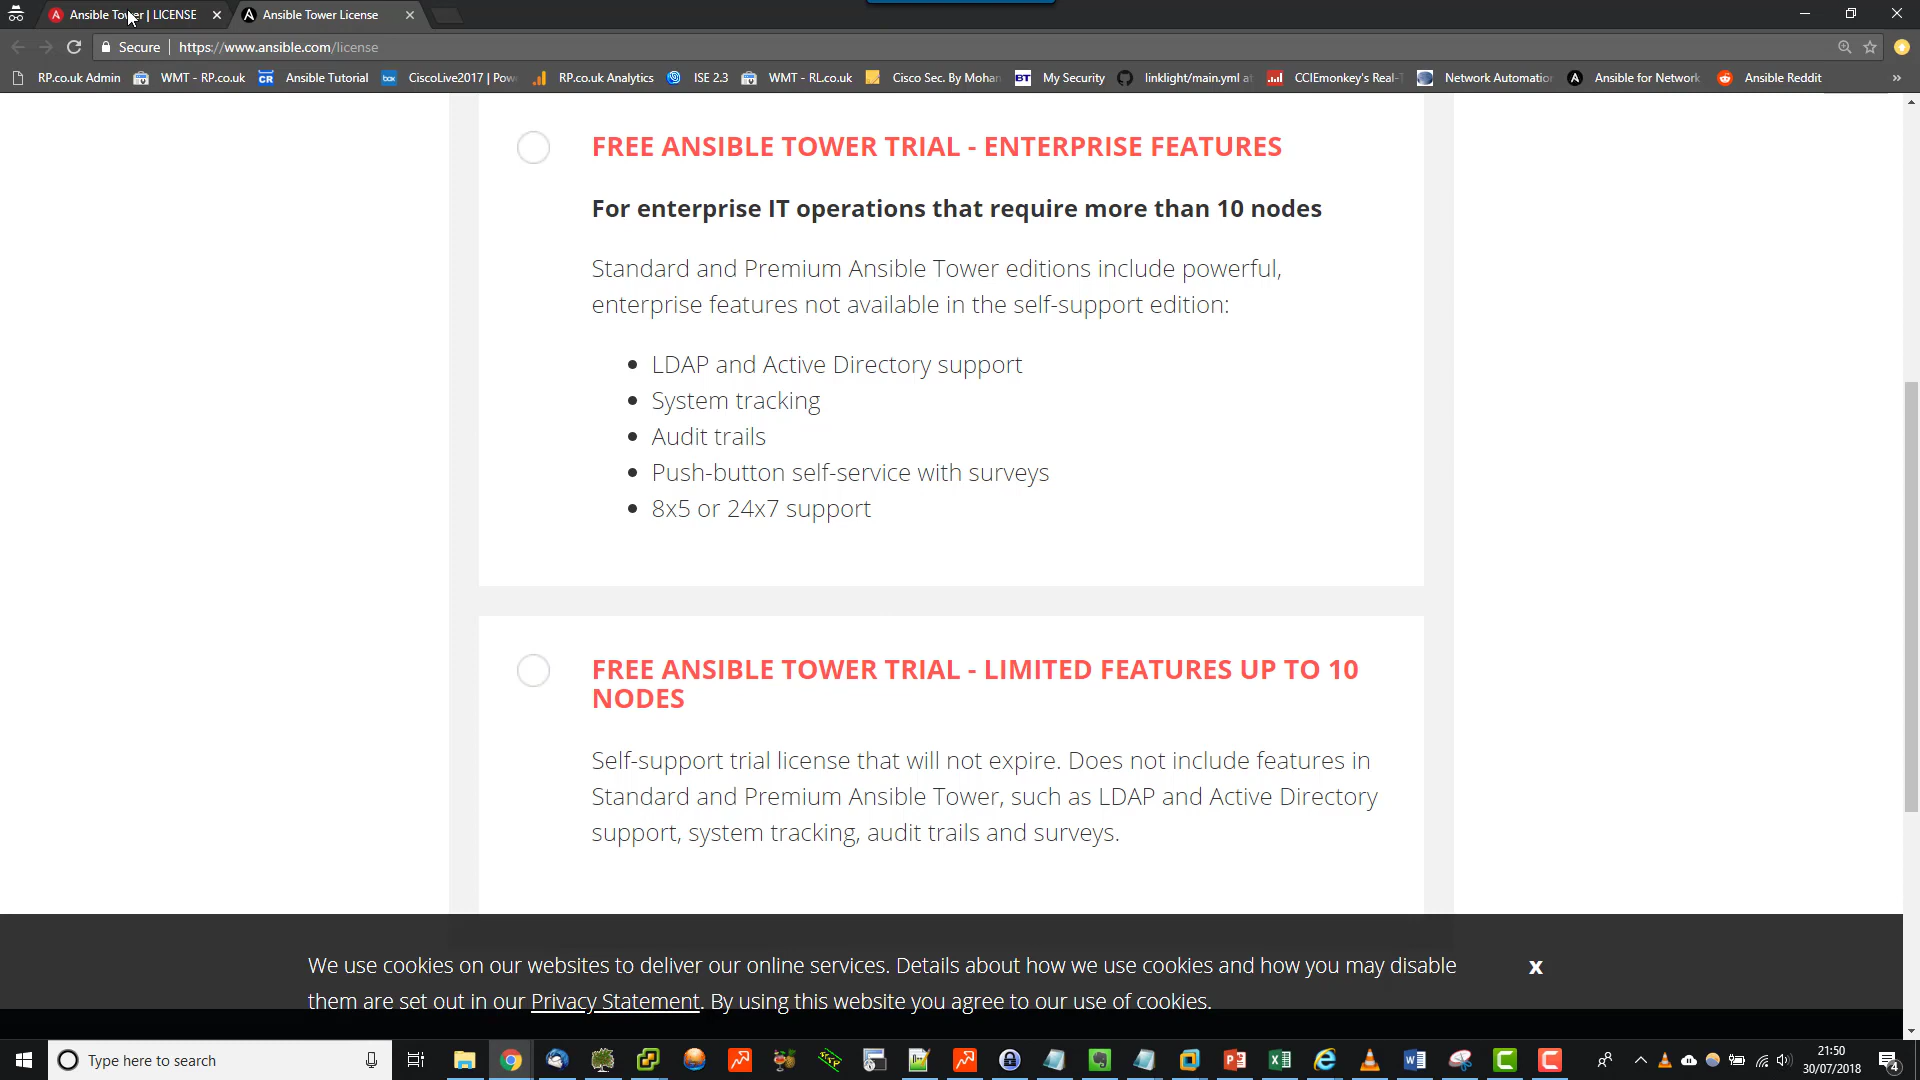 Ansible Tower | LICENSE
Ansible Tower License
Secure
https://www.ansible.com/license
RP.co.uk Admin
WMT - RP.co.uk
CR
Ansible Tutorial
box
CiscoLive2017 | Pow
RP.co.uk Analytics
ISE 2.3
WMT - RL.co.uk
Cisco Sec. By Mohan
BT
My Security
linklight/main.yml at
CCIEmonkey's Real-T
Network Automation
Ansible for Network
Ansible Reddit
»
FREE ANSIBLE TOWER TRIAL - ENTERPRISE FEATURES
For enterprise IT operations that require more than 10 nodes
Standard and Premium Ansible Tower editions include powerful,
enterprise features not available in the self-support edition:
LDAP and Active Directory support
System tracking
Audit trails
Push-button self-service with surveys
8x5 or 24x7 support
FREE ANSIBLE TOWER TRIAL - LIMITED FEATURES UP TO 10
NODES
Self-support trial license that will not expire. Does not include features in
Standard and Premium Ansible Tower, such as LDAP and Active Directory
support, system tracking, audit trails and surveys.
We use cookies on our websites to deliver our online services. Details about how we use cookies and how you may disable
x
them are set out in our Privacy Statement. By using this website you agree to our use of cookies.
Type here to search
21:50
30/07/2018
4